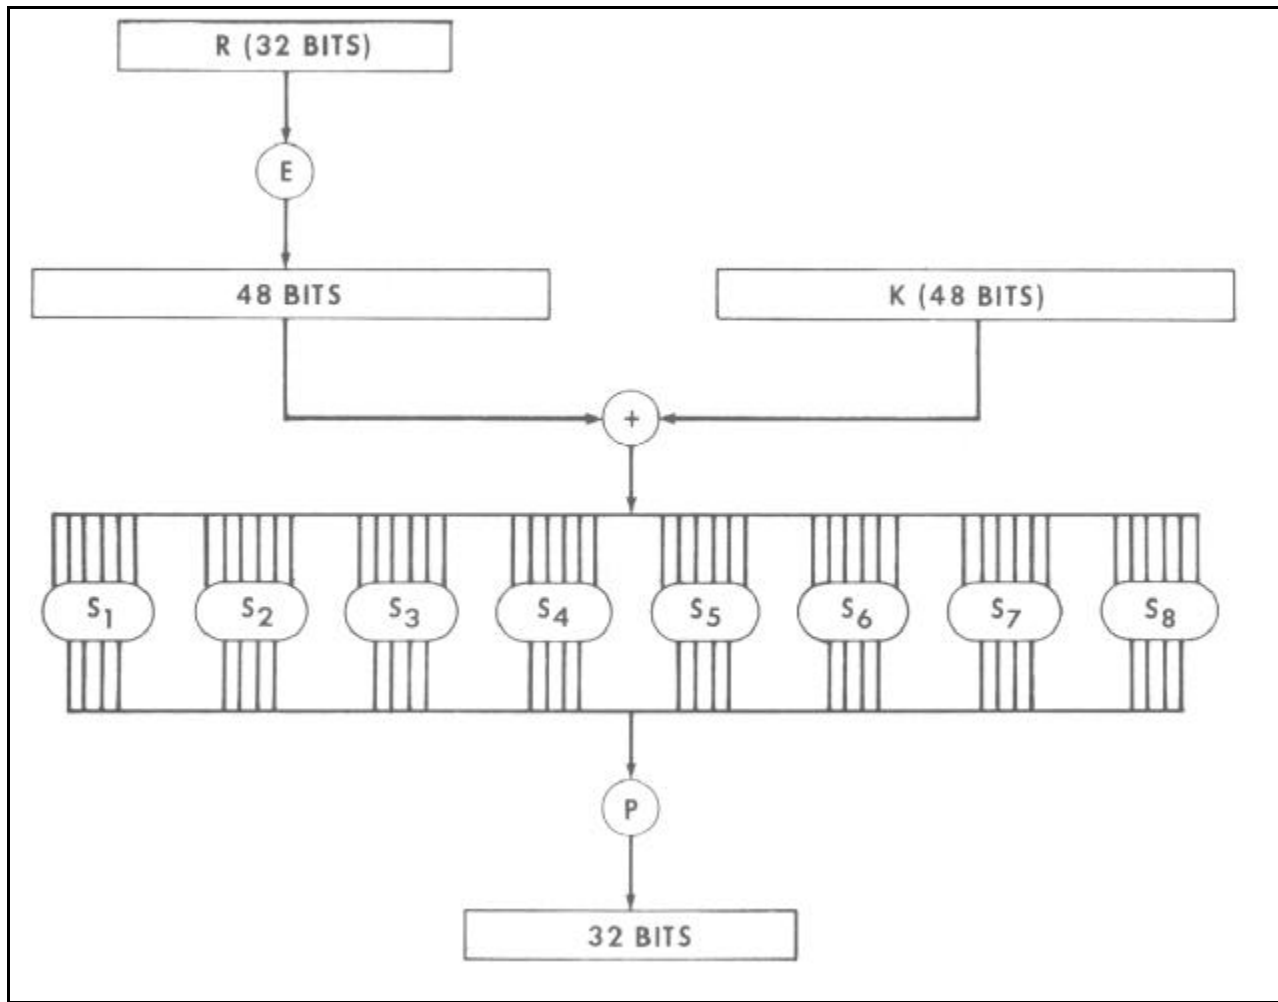 R (32 BITS)
E
48 BITS
K (48 BITS)
+
S1 S2 S3 S4 S5 S6 S7 S8
P
32 BITS